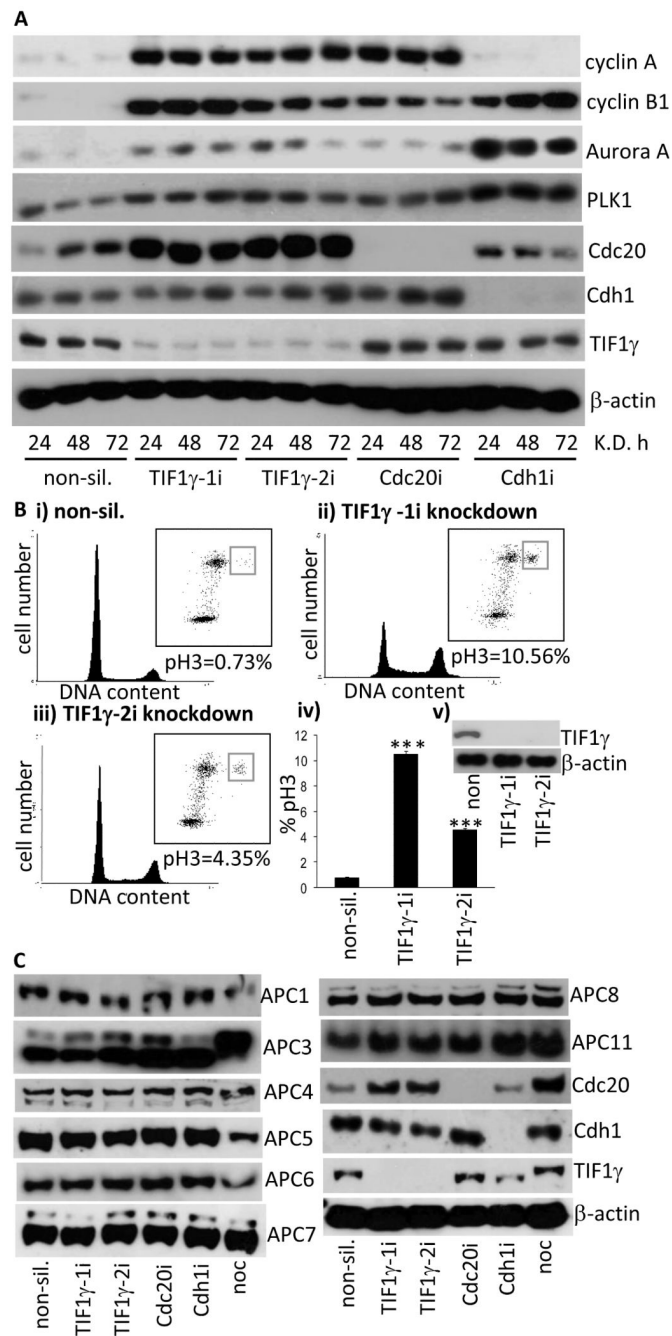 A
cyclin A
cyclin B1
Aurora A
PLK1
Cdc20
Cdh1
TIF1γ
β-actin
24 48 72 24 48 72 24 48 72 24 48 72 24 48 72 K.D. h
non-sil. TIF1γ-1i TIF1γ-2i Cdc20i Cdh1i
B
i) non-sil.
cell number
pH3=0.73%
DNA content
ii) TIF1γ -1i knockdown
cell number
pH3=10.56%
DNA content
iii) TIF1γ-2i knockdown
cell number
pH3=4.35%
DNA content
iv)
% pH3
12
10
8
6
4
2
0
***
***
non-sil.
TIF1γ-1i
TIF1γ-2i
v)
TIF1γ
β-actin
non
TIF1γ-1i
TIF1γ-2i
C
APC1
APC3
APC4
APC5
APC6
APC7
non-sil.
TIF1γ-1i
TIF1γ-2i
Cdc20i
Cdh1i
noc
APC8
APC11
Cdc20
Cdh1
TIF1γ
β-actin
non-sil.
TIF1γ-1i
TIF1γ-2i
Cdc20i
Cdh1i
noc